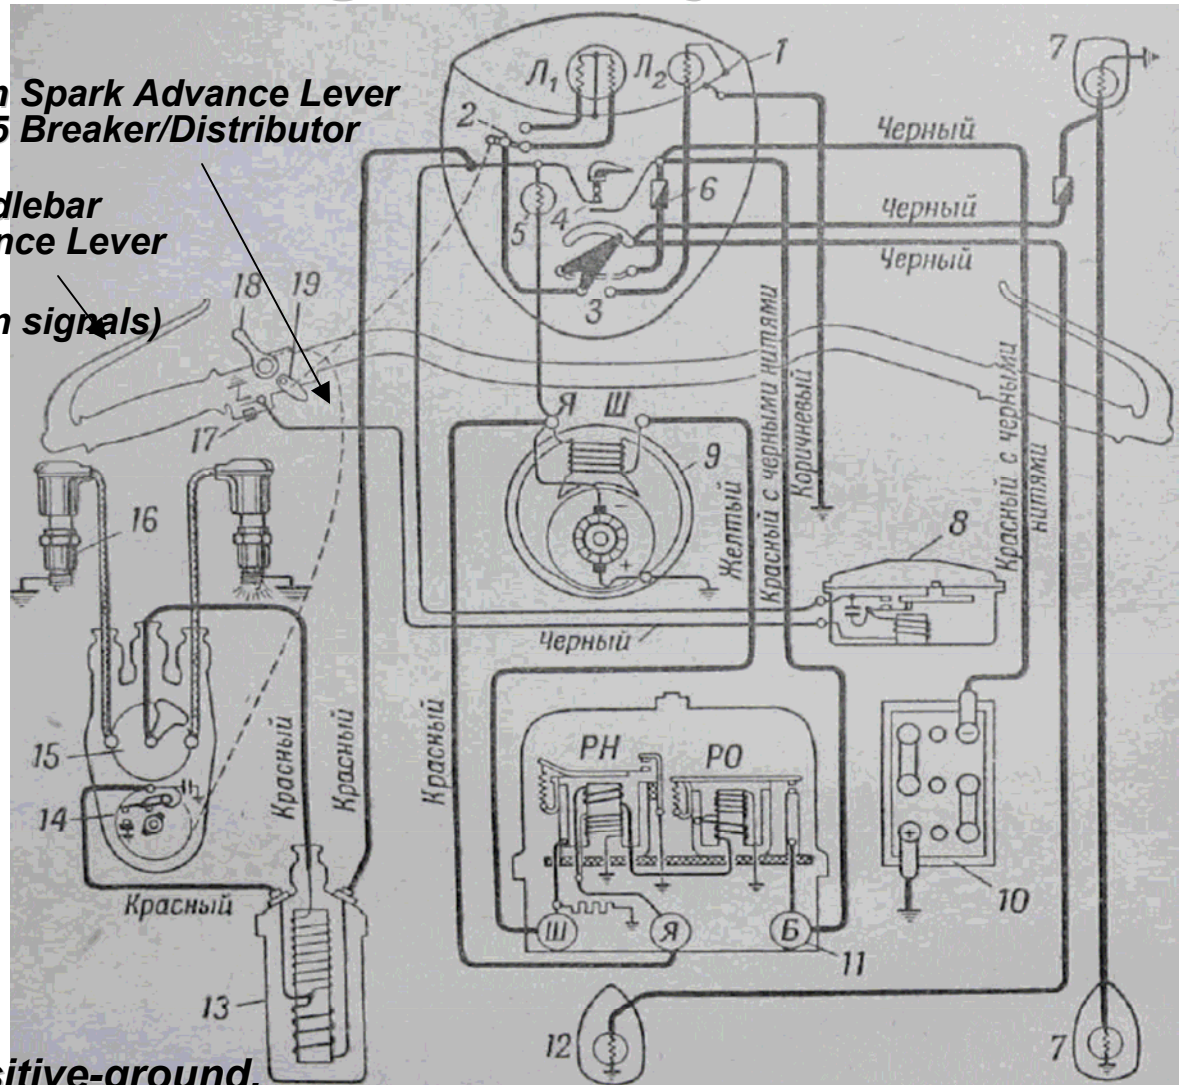 n Spark Advance Lever
5 Breaker/Distributor
dlebar
nce Lever
n signals)
Л₁
Л₂
1
2
4
5
3
6
7
Черный
Черный
Черный
18
19
17
Я
Ш
9
Желтый
Красный с черными нитями
Коричневый
Красный с черными
нитями
8
16
Черный
15
14
Красный
Красный
Красный
Красный
РН
РО
Ш
Я
Б
11
10
13
12
7
sitive-ground.